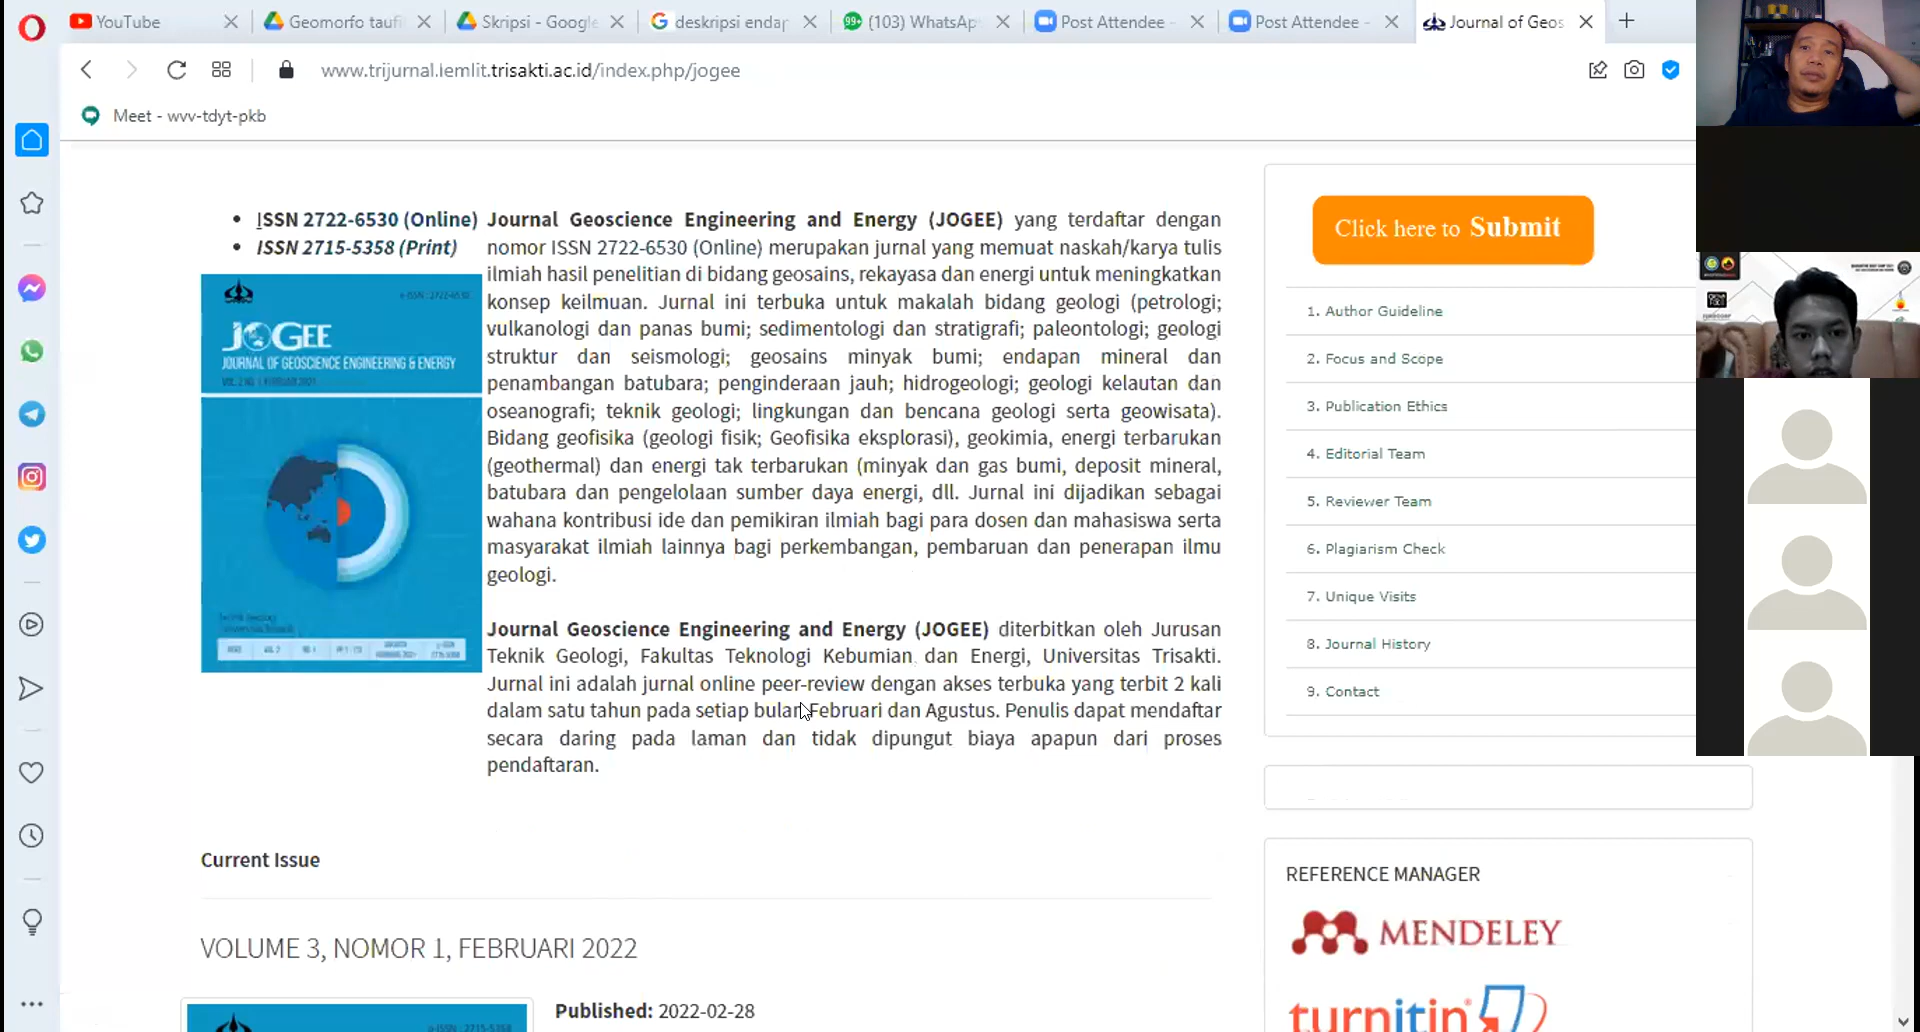 YouTube
Geomorfo taufi
Skripsi - Google
deskripsi endap
(103) WhatsAp
Post Attendee -
Post Attendee -
Journal of Geos
www.trijurnal.lemlit.trisakti.ac.id/index.php/jogee
Meet - wvv-tdyt-pkb
ISSN 2722-6530 (Online)
ISSN 2715-5358 (Print)
JOGEE
JOURNAL OF GEOSCIENCE ENGINEERING & ENERGY
Journal Geoscience Engineering and Energy (JOGEE) yang terdaftar dengan
nomor ISSN 2722-6530 (Online) merupakan jurnal yang memuat naskah/karya tulis
ilmiah hasil penelitian di bidang geosains, rekayasa dan energi untuk meningkatkan
konsep keilmuan. Jurnal ini terbuka untuk makalah bidang geologi (petrologi;
vulkanologi dan panas bumi; sedimentologi dan stratigrafi; paleontologi; geologi
struktur dan seismologi; geosains minyak bumi; endapan mineral dan
penambangan batubara; penginderaan jauh; hidrogeologi; geologi kelautan dan
oseanografi; teknik geologi; lingkungan dan bencana geologi serta geowisata).
Bidang geofisika (geologi fisik; Geofisika eksplorasi), geokimia, energi terbarukan
(geothermal) dan energi tak terbarukan (minyak dan gas bumi, deposit mineral,
batubara dan pengelolaan sumber daya energi, dll. Jurnal ini dijadikan sebagai
wahana kontribusi ide dan pemikiran ilmiah bagi para dosen dan mahasiswa serta
masyarakat ilmiah lainnya bagi perkembangan, pembaruan dan penerapan ilmu
geologi.
Journal Geoscience Engineering and Energy (JOGEE) diterbitkan oleh Jurusan
Teknik Geologi, Fakultas Teknologi Kebumian dan Energi, Universitas Trisakti.
Jurnal ini adalah jurnal online peer-review dengan akses terbuka yang terbit 2 kali
dalam satu tahun pada setiap bulan Februari dan Agustus. Penulis dapat mendaftar
secara daring pada laman dan tidak dipungut biaya apapun dari proses
pendaftaran.
Current Issue
VOLUME 3, NOMOR 1, FEBRUARI 2022
Published: 2022-02-28
Click here to Submit
1. Author Guideline
2. Focus and Scope
3. Publication Ethics
4. Editorial Team
5. Reviewer Team
6. Plagiarism Check
7. Unique Visits
8. Journal History
9. Contact
REFERENCE MANAGER
MENDELEY
turnitin